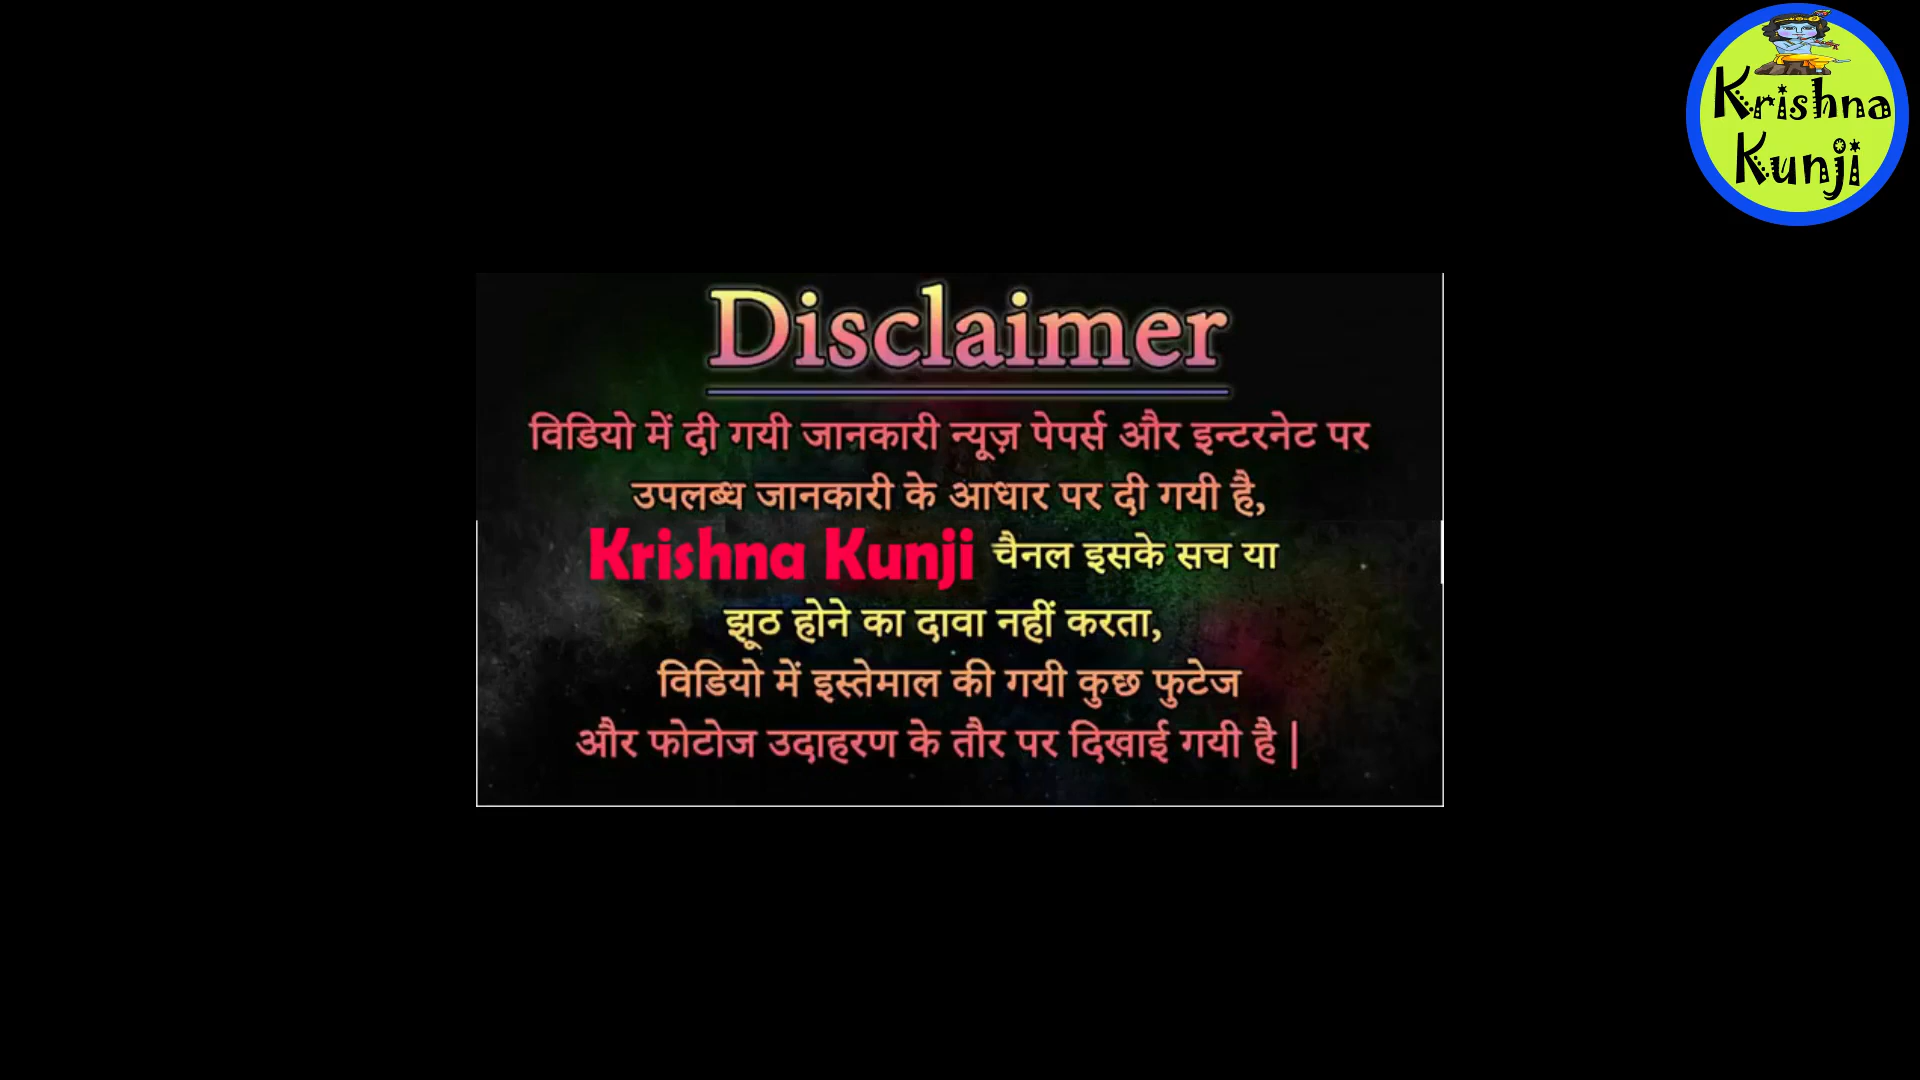 Krishna
Kunji
Disclaimer
विडियो में दी गयी जानकारी न्यूज़ पेपर्स और इन्टरनेट पर
उपलब्ध जानकारी के आधार पर दी गयी है,
Krishna Kunji चैनल इसके सच या
झूठ होने का दावा नहीं करता,
विडियो में इस्तेमाल की गयी कुछ फुटेज
और फोटोज उदाहरण के तौर पर दिखाई गयी है |